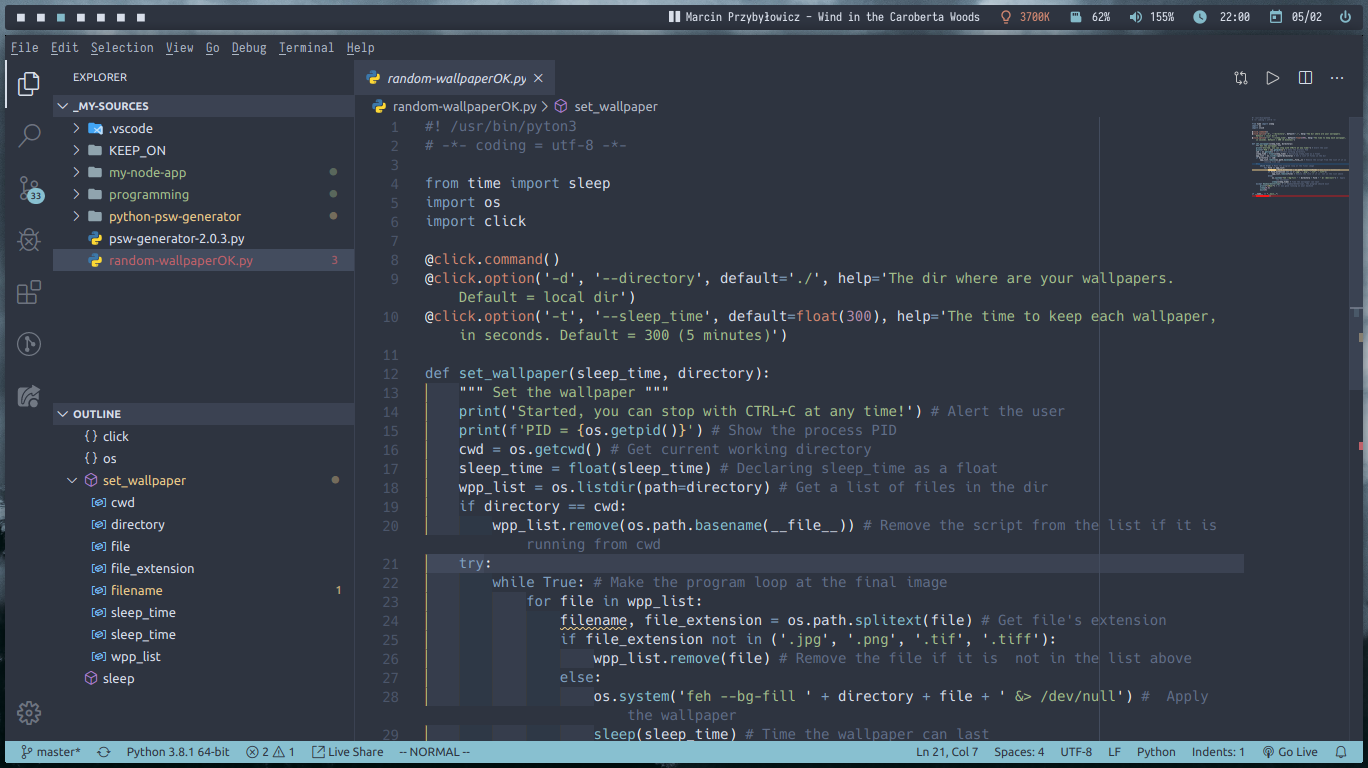 Marcin Przybyłowicz - Wind in the Caroberta Woods 3700K 62% 155% 22:00 05/02
File Edit Selection View Go Debug Terminal Help
EXPLORER
_MY-SOURCES
.vscode
KEEP_ON
my-node-app
programming
python-psw-generator
psw-generator-2.0.3.py
random-wallpaperOK.py 3
33
OUTLINE
{} click
{} os
set_wallpaper
cwd
directory
file
file_extension
filename 1
sleep_time
sleep_time
wpp_list
sleep
random-wallpaperOK.py
random-wallpaperOK.py > set_wallpaper
1 #! /usr/bin/pyton3
2 # -*- coding = utf-8 -*-
3
4 from time import sleep
5 import os
6 import click
7
8 @click.command()
9 @click.option('-d', '--directory', default='./', help='The dir where are your wallpapers.
Default = local dir')
10 @click.option('-t', '--sleep_time', default=float(300), help='The time to keep each wallpaper,
in seconds. Default = 300 (5 minutes)')
11
12 def set_wallpaper(sleep_time, directory):
13 """ Set the wallpaper """
14 print('Started, you can stop with CTRL+C at any time!') # Alert the user
15 print(f'PID = {os.getpid()}') # Show the process PID
16 cwd = os.getcwd() # Get current working directory
17 sleep_time = float(sleep_time) # Declaring sleep_time as a float
18 wpp_list = os.listdir(path=directory) # Get a list of files in the dir
19 if directory == cwd:
20 wpp_list.remove(os.path.basename(__file__)) # Remove the script from the list if it is
running from cwd
21 try:
22 while True: # Make the program loop at the final image
23 for file in wpp_list:
24 filename, file_extension = os.path.splitext(file) # Get file's extension
25 if file_extension not in ('.jpg', '.png', '.tif', '.tiff'):
26 wpp_list.remove(file) # Remove the file if it is  not in the list above
27 else:
28 os.system('feh --bg-fill ' + directory + file + ' &> /dev/null') #  Apply
the wallpaper
29 sleep(sleep_time) # Time the wallpaper can last
master* Python 3.8.1 64-bit 2 1 Live Share -- NORMAL -- Ln 21, Col 7 Spaces: 4 UTF-8 LF Python Indents: 1 Go Live